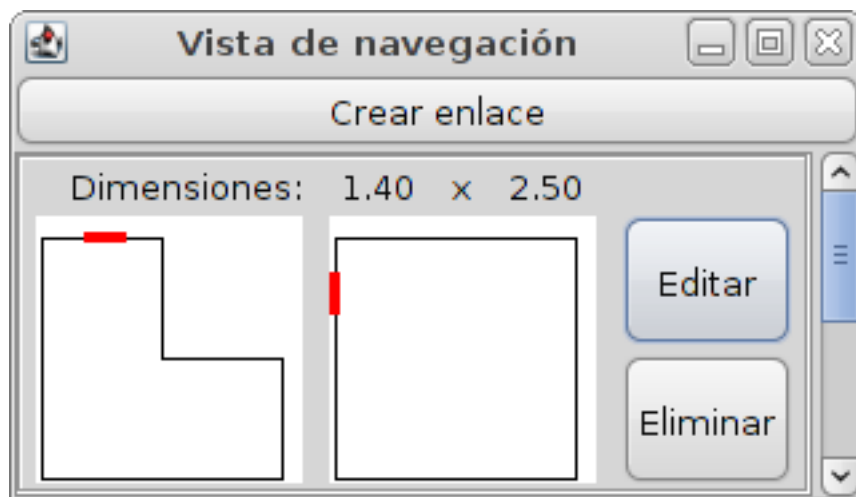 Vista de navegación
Crear enlace
Dimensiones: 1.40 x 2.50
Editar
Eliminar